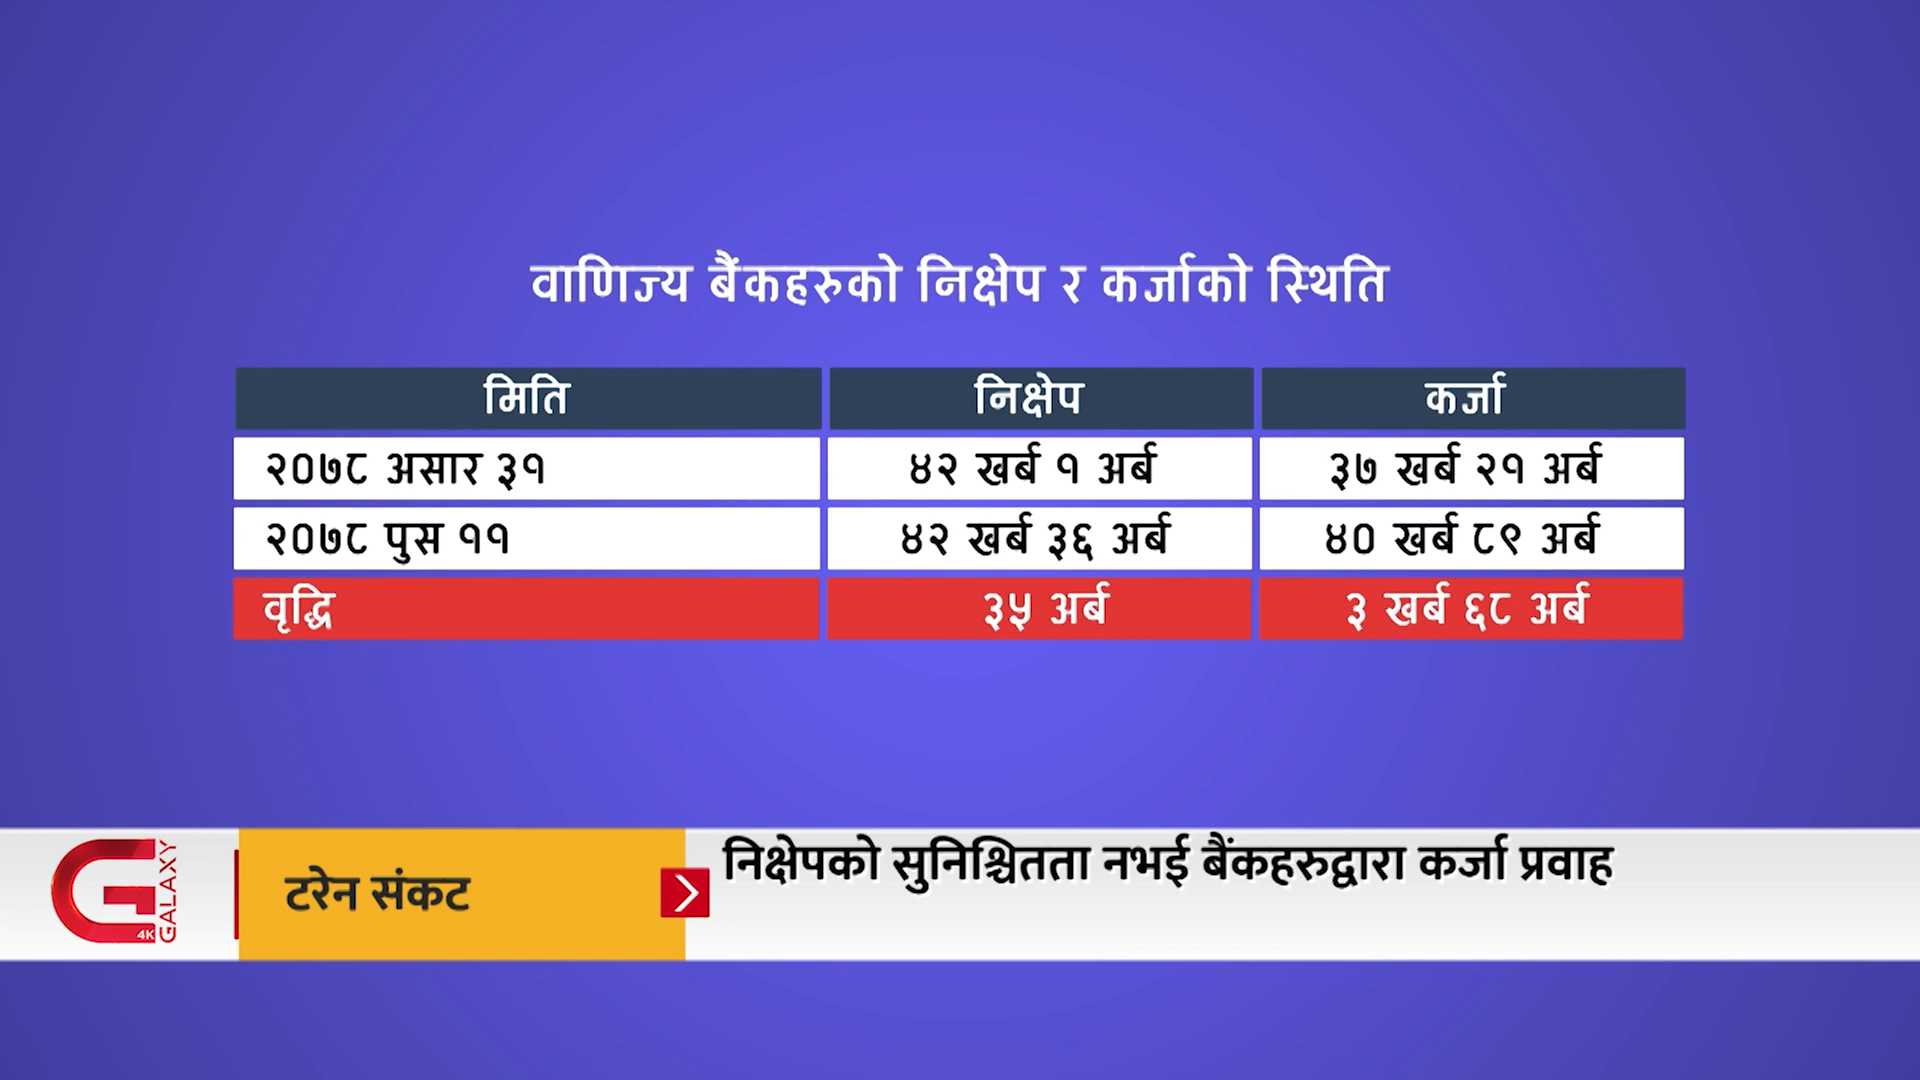 वाणिज्य बैंकहरुको निक्षेप र कर्जाको स्थिति
मिति निक्षेप कर्जा
२०७८ असार ३१ ४२ खर्ब १ अर्ब ३७ खर्ब २१ अर्ब
२०७८ पुस ११ ४२ खर्ब ३६ अर्ब ४० खर्ब ८९ अर्ब
वृद्धि ३५ अर्ब ३ खर्ब ६८ अर्ब
निक्षेपको सुनिश्चितता नभई बैंकहरुद्वारा कर्जा प्रवाह
टरेन संकट
GALAXY
4K